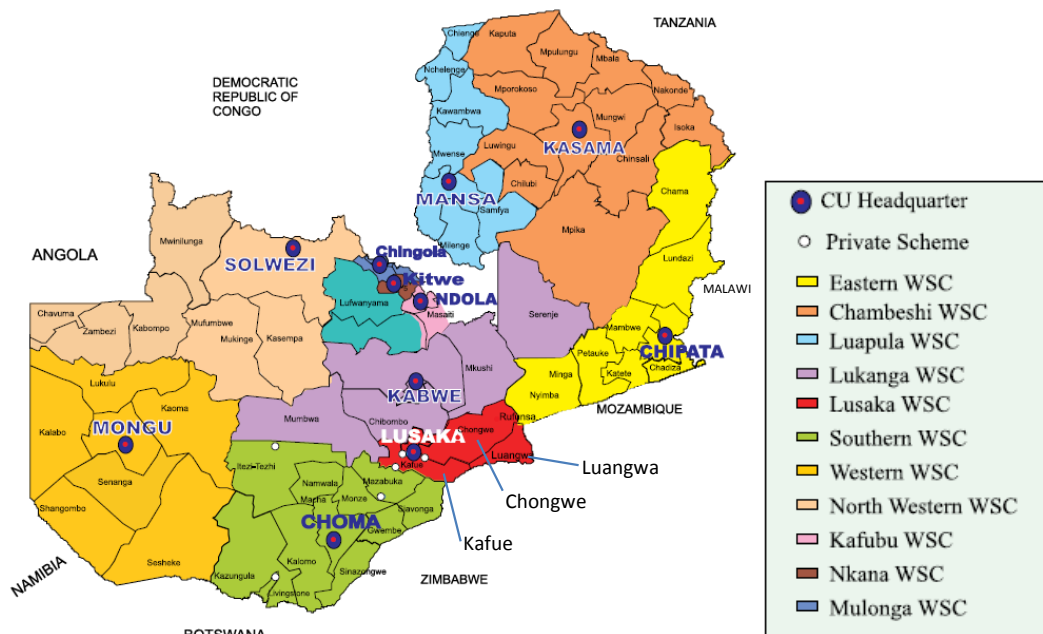 TANZANIA
DEMOCRATIC
REPUBLIC OF
CONGO
Chienge
Kaputa
Mpulungu
Mbala
Nchelenge
Nakonde
Mporokoso
Kawambwa
Mungwi
Isoka
KASAMA
Mwense
Luwingu
Chinsali
MANSA
Chilubi
Samfya
Chama
Milenge
Mpika
Mwinilunga
ANGOLA
SOLWEZI
Chingola
Kitwe
NDOLA
Lundazi
MALAWI
Lufwanyama
Masaiti
Serenje
Chavuma
Zambezi
Kabompo
Mufumbwe
Mukinge
Kasempa
Mambwe
CHIPATA
Petauke
Katete
Chadiza
Lukulu
Mkushi
Minga
Nyimba
KABWE
Kaoma
Mumbwa
Chibombo
MOZAMBIQUE
Rufunsa
Kalabo
MONGU
LUSAKA
Chongwe
Luangwa
Luangwa
Itezi-Tezhi
Kafue
Senanga
Namwala
Mazabuka
Chongwe
Macha
Monze
Siavonga
Shangombo
CHOMA
Gwembe
Kafue
Sesheke
Kalomo
Kazungula
Sinazongwe
ZIMBABWE
Livingstone
NAMIBIA
BOTSWANA
CU Headquarter
Private Scheme
Eastern WSC
Chambeshi WSC
Luapula WSC
Lukanga WSC
Lusaka WSC
Southern WSC
Western WSC
North Western WSC
Kafubu WSC
Nkana WSC
Mulonga WSC